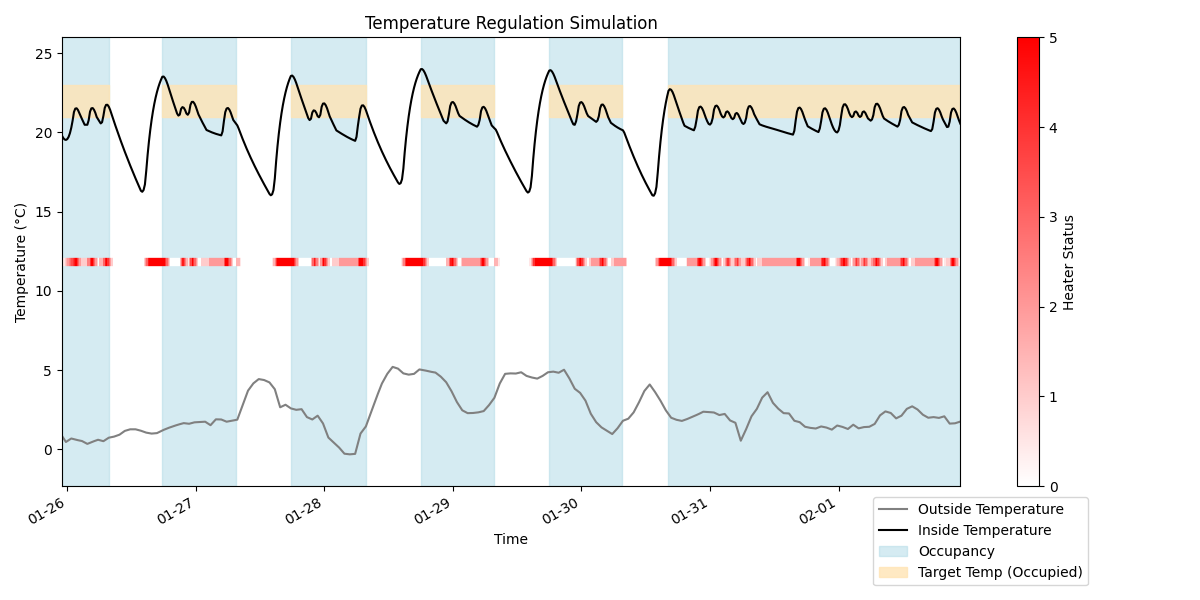 Temperature Regulation Simulation
25
20
15
10
5
0
Temperature (°C)
01-26
01-27
01-28
01-29
01-30
01-31
02-01
Time
5
4
3
2
1
0
Heater Status
Outside Temperature
Inside Temperature
Occupancy
Target Temp (Occupied)